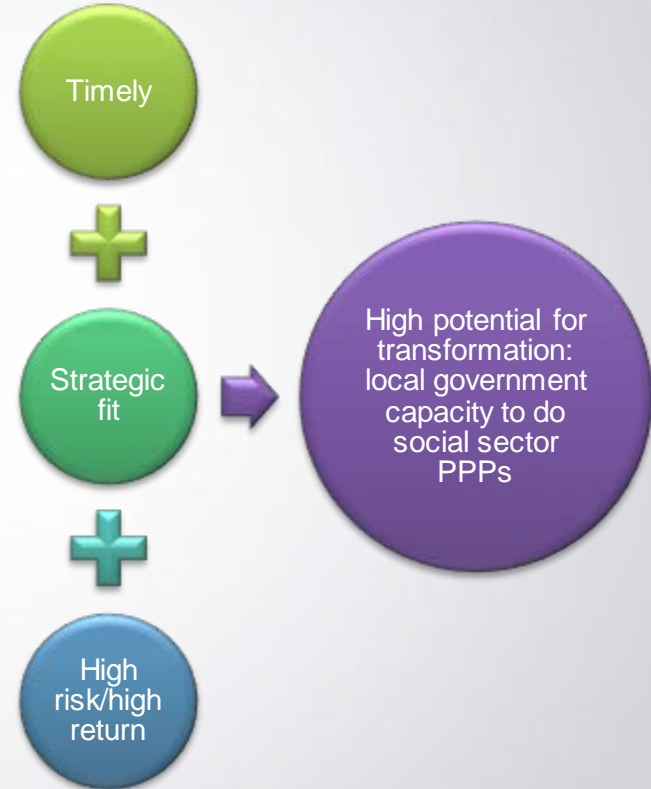 Timely
Strategic
fit
High
risk/high
return
High potential for
transformation:
local government
capacity to do
social sector
PPPs